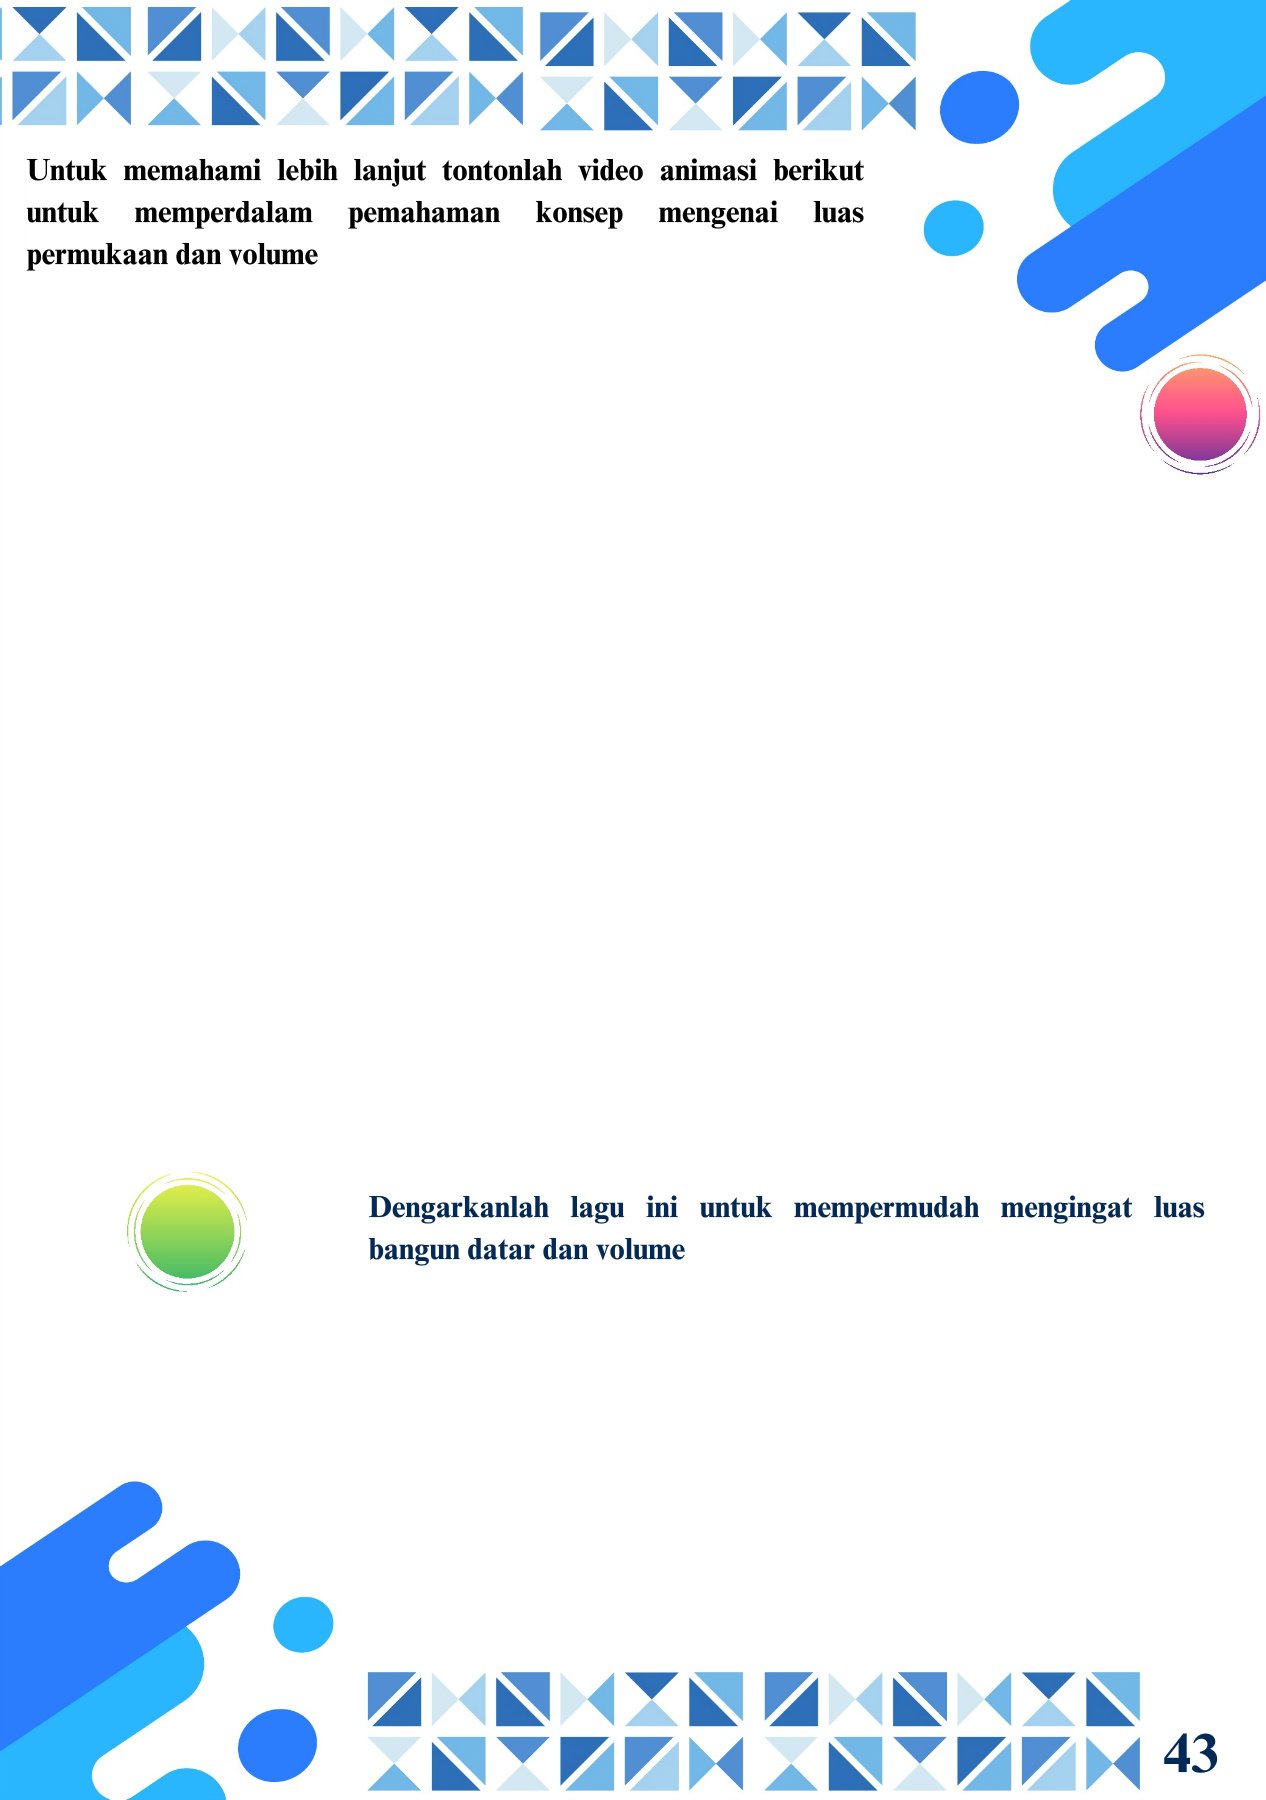 Untuk memahami lebih lanjut tontonlah video animasi berikut
untuk memperdalam pemahaman konsep mengenai luas
permukaan dan volume
Dengarkanlah lagu ini untuk mempermudah mengingat luas
bangun datar dan volume
43